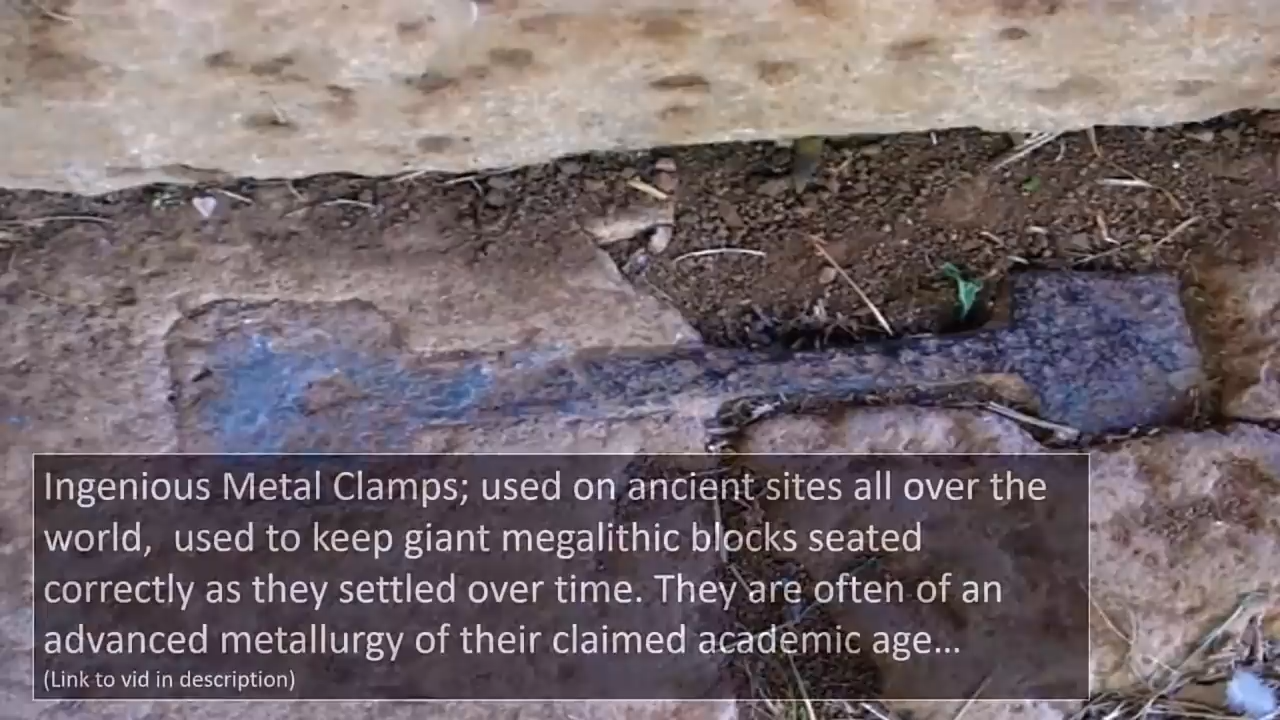 Ingenious Metal Clamps; used on ancient sites all over the
world,  used to keep giant megalithic blocks seated
correctly as they settled over time. They are often of an
advanced metallurgy of their claimed academic age...
(Link to vid in description)